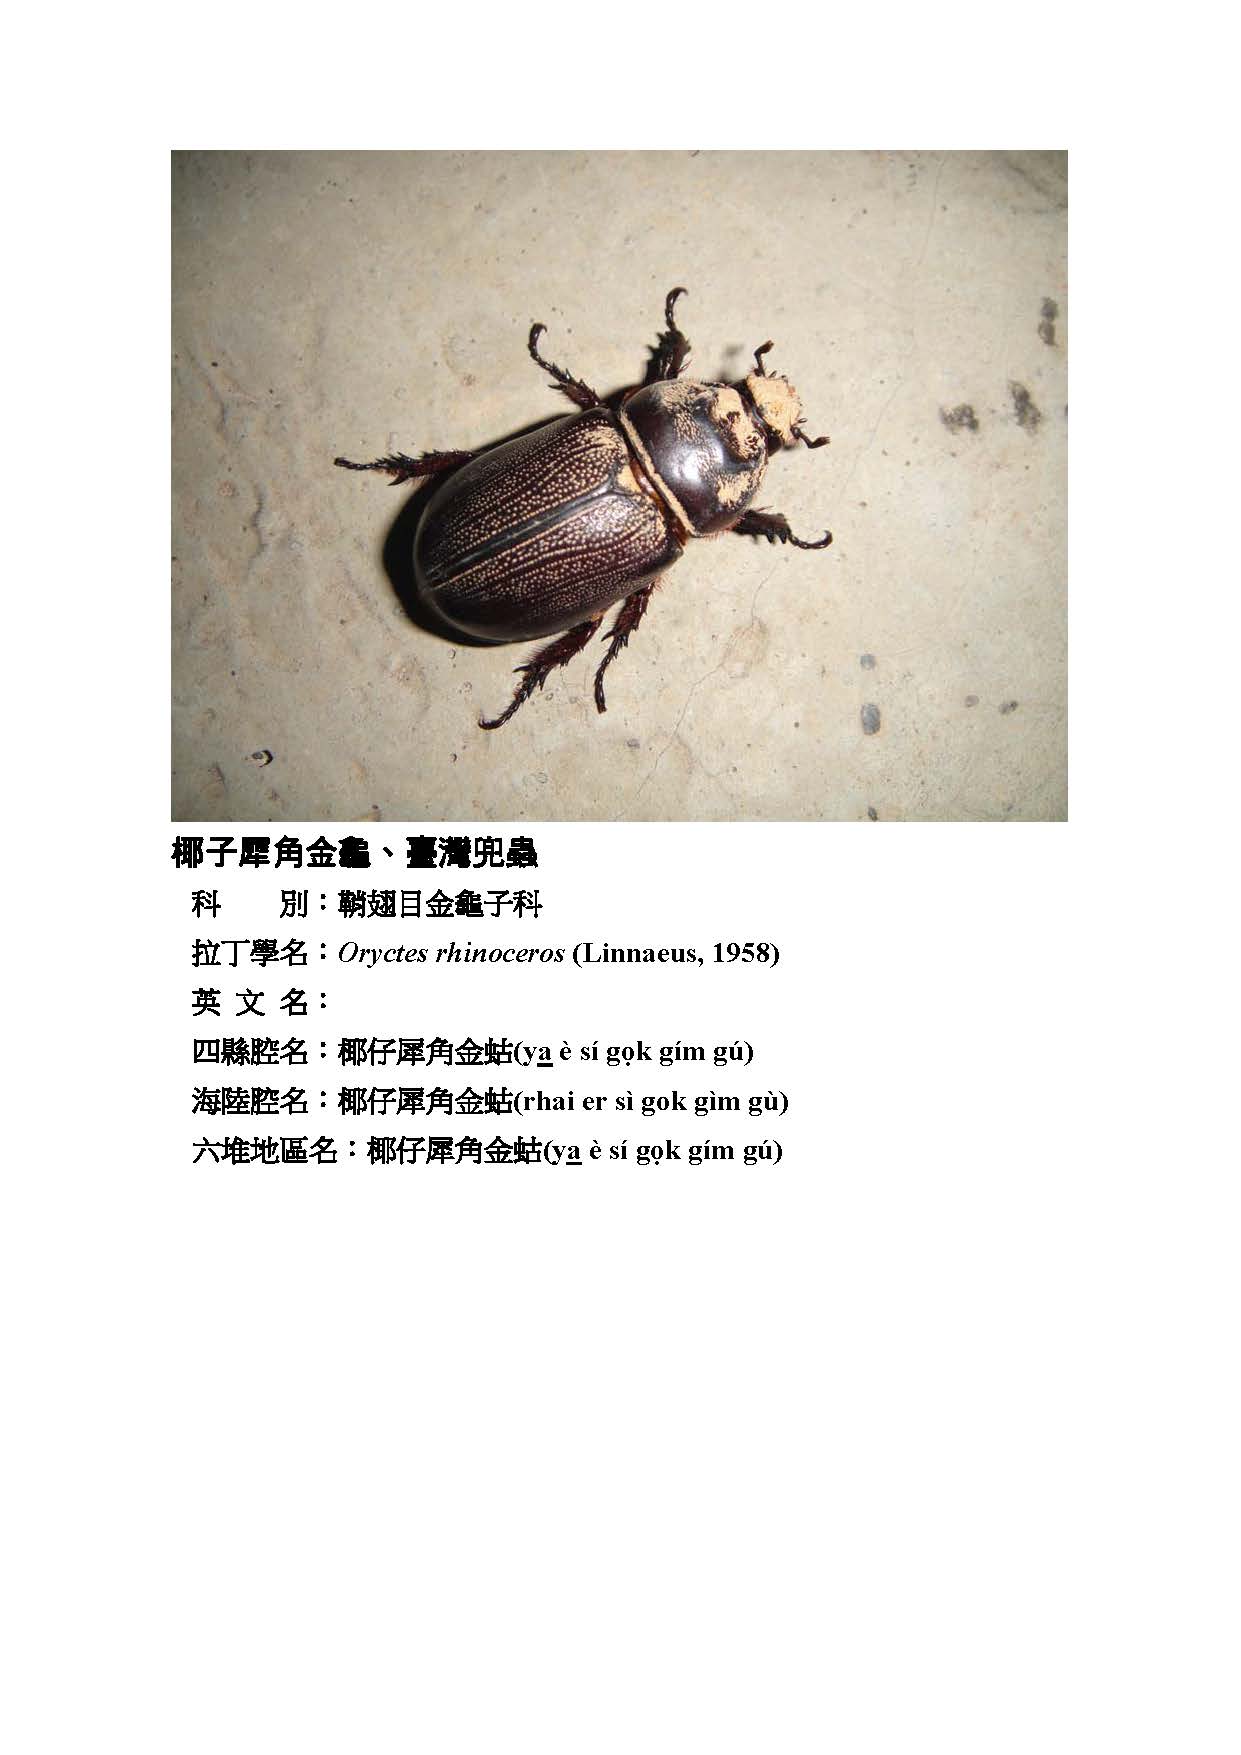 椰子犀角金龜、臺灣兜蟲
科　　別：鞘翅目金龜子科
拉丁學名：Oryctes rhinoceros (Linnaeus, 1958)
英 文 名：
四縣腔名：椰仔犀角金蛄(ya è sí gọk gím gú)
海陸腔名：椰仔犀角金蛄(rhai er sì gok gìm gù)
六堆地區名：椰仔犀角金蛄(ya è sí gọk gím gú)